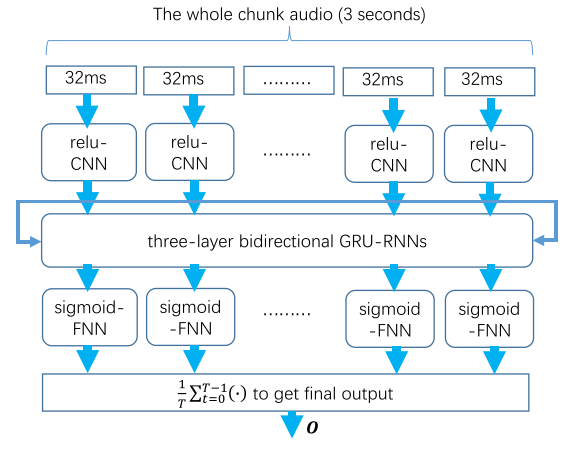 The whole chunk audio (3 seconds)
32ms 32ms ......... 32ms 32ms
relu-CNN relu-CNN ......... relu-CNN relu-CNN
three-layer bidirectional GRU-RNNs
sigmoid-FNN sigmoid-FNN ......... sigmoid-FNN sigmoid-FNN
1/T ∑_{t=0}^{T−1}(·) to get final output
o